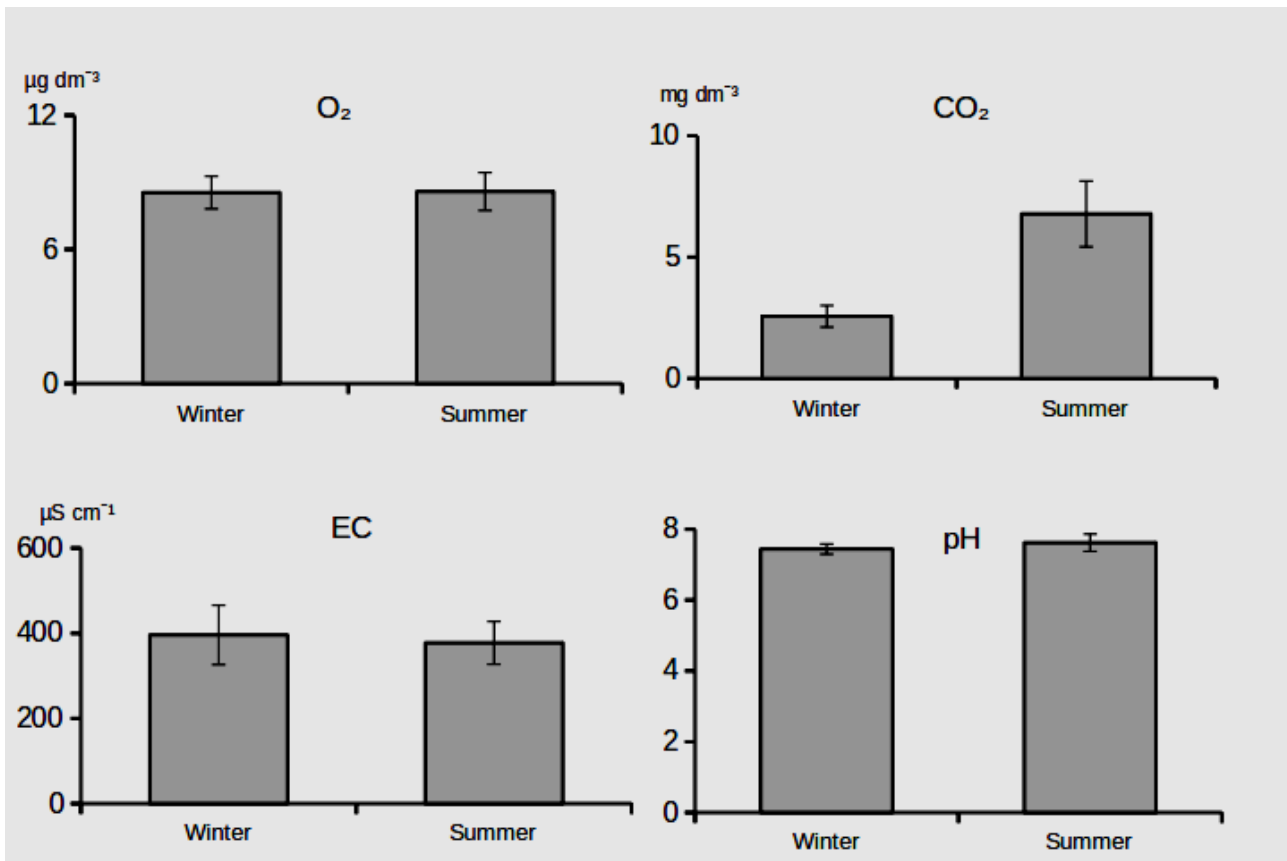 µg dm⁻³
O₂
12
6
0
Winter Summer
mg dm⁻³
CO₂
10
5
0
Winter Summer
µS cm⁻¹
EC
600
400
200
0
Winter Summer
pH
8
6
4
2
0
Winter Summer